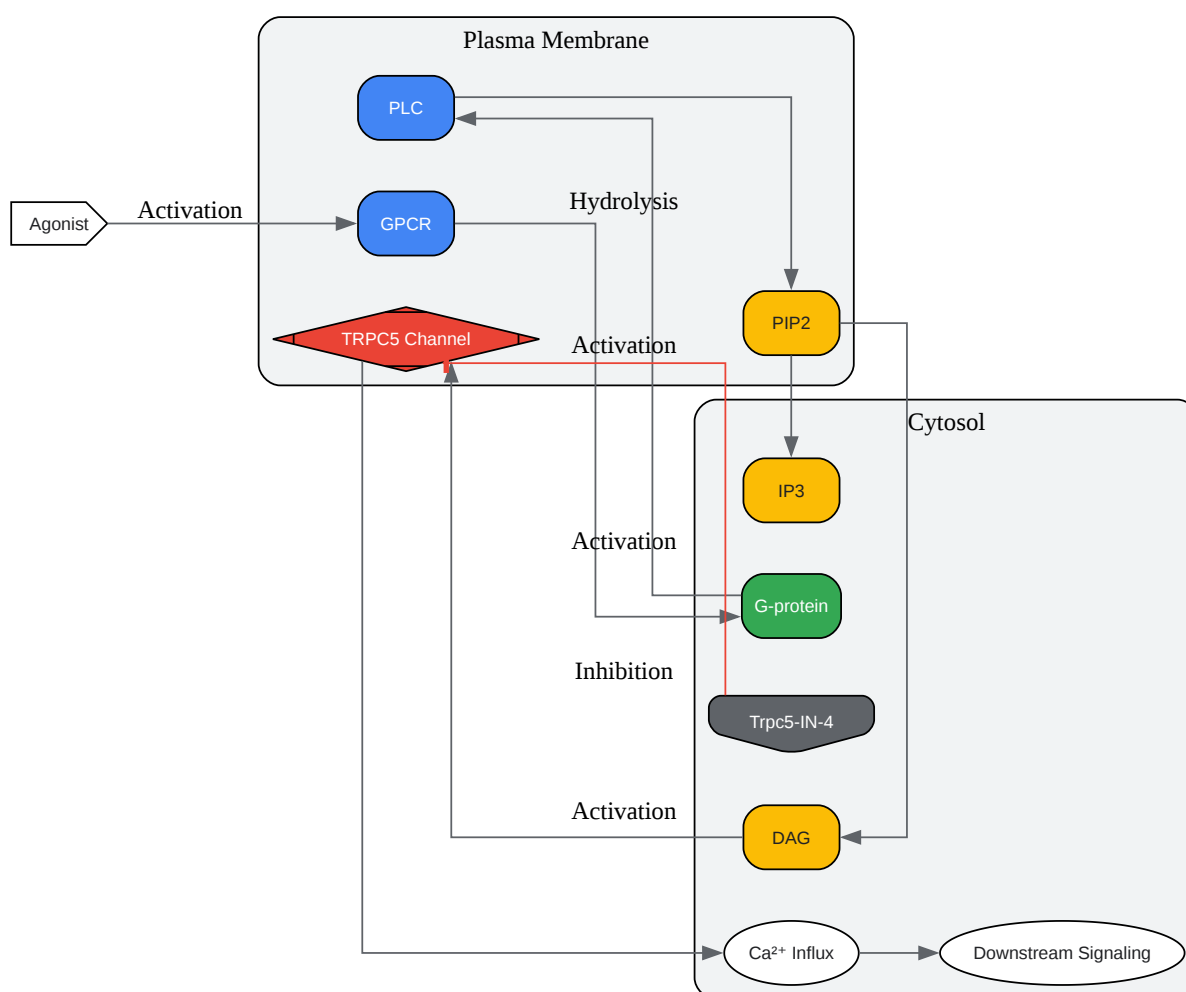 Plasma Membrane
PLC
Hydrolysis
Agonist
Activation
GPCR
PIP2
TRPC5 Channel
Activation
Cytosol
IP3
Activation
G-protein
Inhibition
Trpc5-IN-4
Activation
DAG
Ca²⁺ Influx
Downstream Signaling